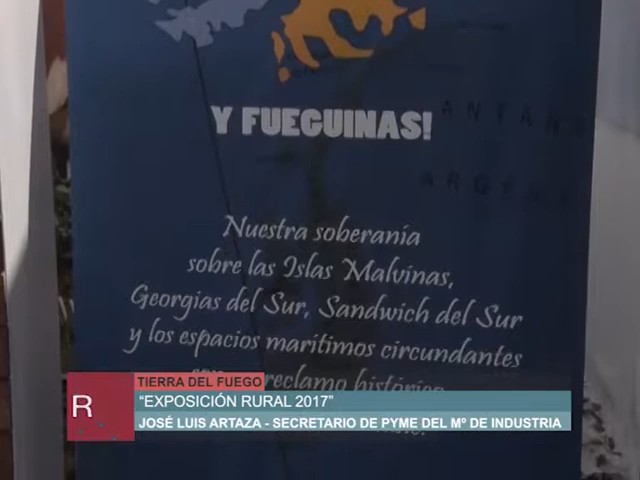 Y FUEGUINAS!
ARGEN
Nuestra soberanía
sobre las Islas Malvinas,
Georgias del Sur, Sandwich del Sur
y los espacios marítimos circundantes
reclamo histórico
TIERRA DEL FUEGO
R
"EXPOSICIÓN RURAL 2017"
JOSÉ LUIS ARTAZA - SECRETARIO DE PYME DEL Mº DE INDUSTRIA